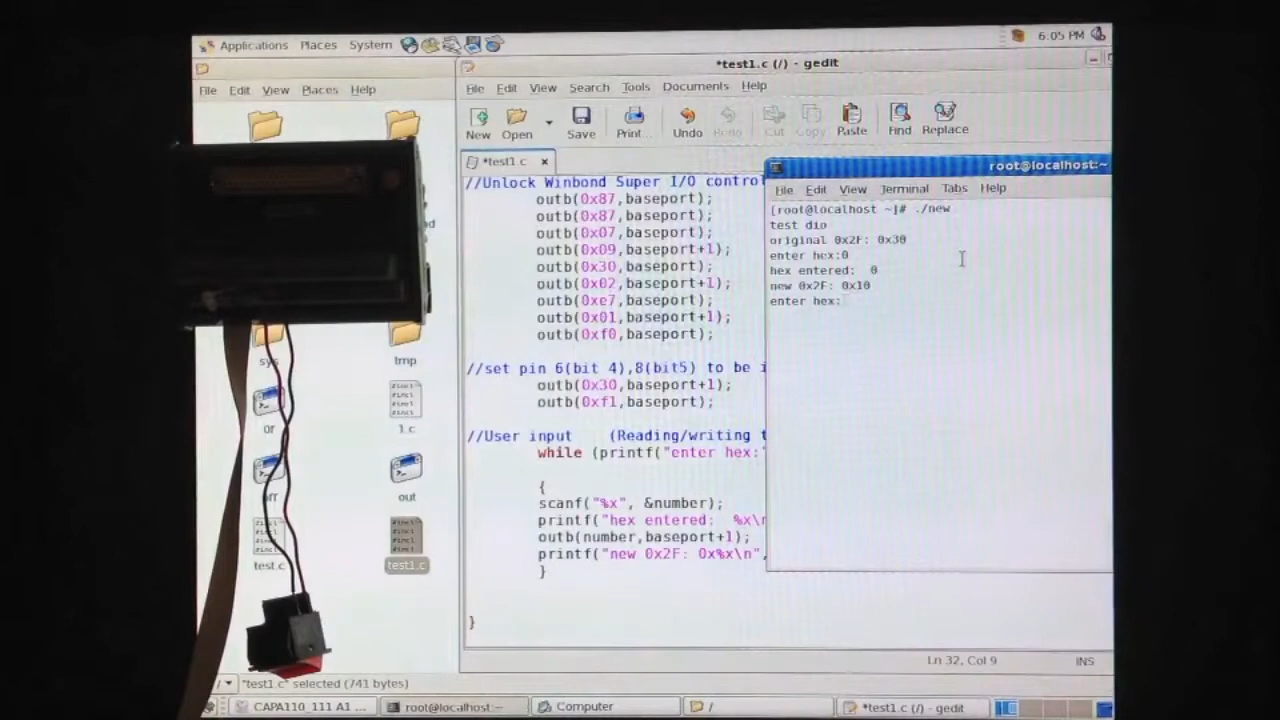 Applications Places System
6:05 PM
File Edit View Places Help
sys
tmp
or
1.c
off
out
test.c
test1.c
"test1.c" selected (741 bytes)
*test1.c (/) - gedit
File Edit View Search Tools Documents Help
New Open Save Print... Undo Redo Cut Copy Paste Find Replace
*test1.c
//Unlock Winbond Super I/O control
outb(0x87,baseport);
outb(0x87,baseport);
outb(0x07,baseport);
outb(0x09,baseport+1);
outb(0x30,baseport);
outb(0x02,baseport+1);
outb(0xe7,baseport);
outb(0x01,baseport+1);
outb(0xf0,baseport);
//set pin 6(bit 4),8(bit5) to be i
outb(0x30,baseport+1);
outb(0xf1,baseport);
//User input (Reading/writing t
while (printf("enter hex:"
{
scanf("%x", &number);
printf("hex entered: %x\n
outb(number,baseport+1);
printf("new 0x2F: 0x%x\n",
}
}
Ln 32, Col 9 INS
root@localhost:~
File Edit View Terminal Tabs Help
[root@localhost ~]# ./new
test dio
original 0x2F: 0x30
enter hex:0
hex entered: 0
new 0x2F: 0x10
enter hex:
CAPA110_111 A1 ... root@localhost:~ Computer / *test1.c (/) - gedit